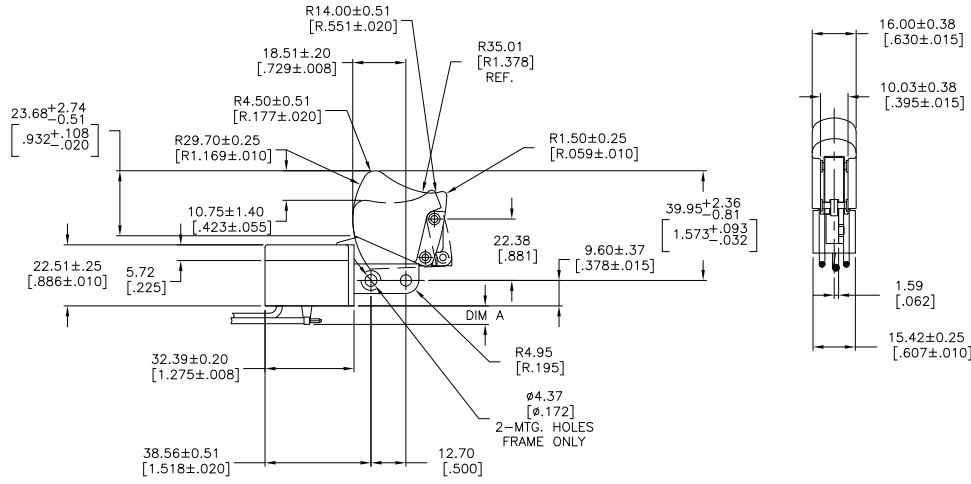 R14.00±0.51
[R.551±.020]
18.51±.20
[.729±.008]
R35.01
[R1.378]
REF.
16.00±0.38
[.630±.015]
10.03±0.38
[.395±.015]
23.68+2.74
-0.51
[.932+.108
-.020]
R4.50±0.51
[R.177±.020]
R29.70±0.25
[R1.169±.010]
R1.50±0.25
[R.059±.010]
10.75±1.40
[.423±.055]
39.95+2.36
-0.81
[1.573+.093
-.032]
22.38
[.881]
9.60±.37
[.378±.015]
22.51±.25
[.886±.010]
5.72
[.225]
DIM A
1.59
[.062]
15.42±0.25
[.607±.010]
R4.95
[R.195]
32.39±0.20
[1.275±.008]
ø4.37
[ø.172]
2-MTG. HOLES
FRAME ONLY
38.56±0.51
[1.518±.020]
12.70
[.500]